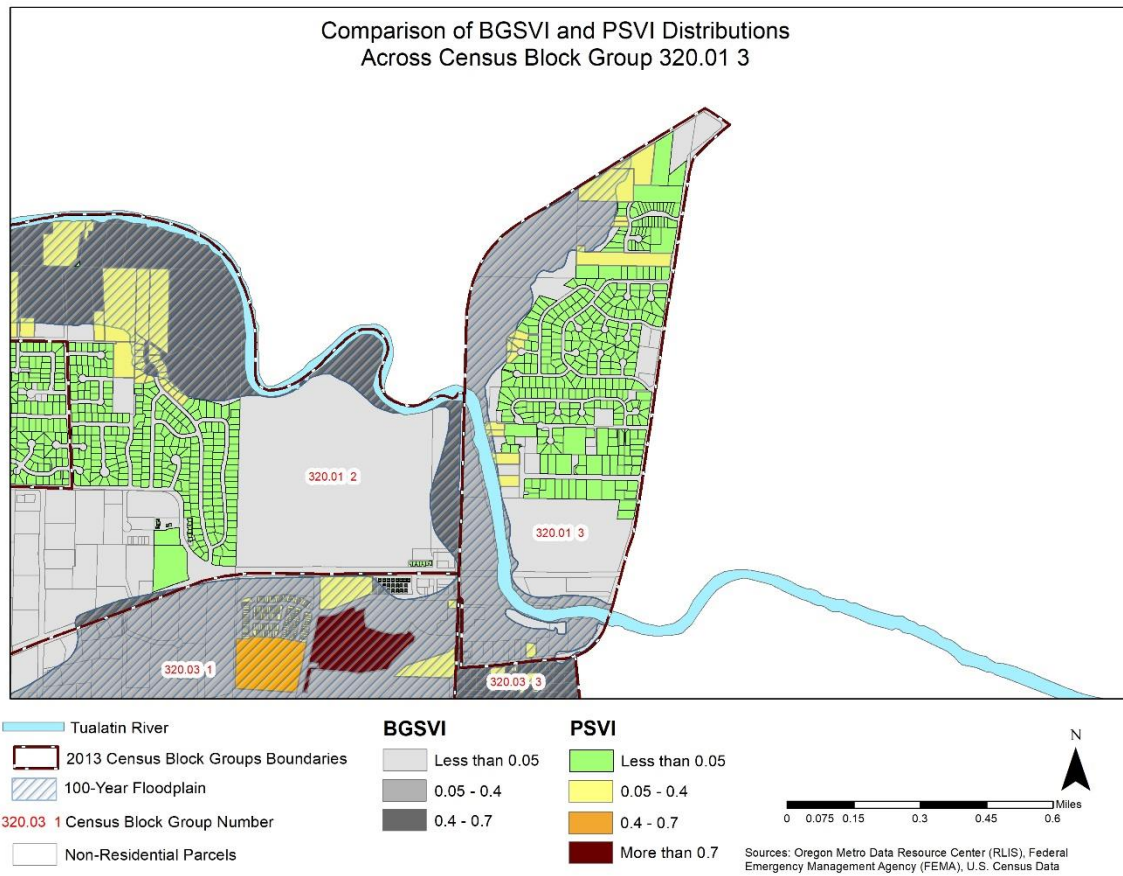 Comparison of BGSVI and PSVI Distributions
Across Census Block Group 320.01 3
320.01 2
320.01 3
320.03 1
320.03 3
Tualatin River
2013 Census Block Groups Boundaries
100-Year Floodplain
320.03 1 Census Block Group Number
Non-Residential Parcels
BGSVI
Less than 0.05
0.05 - 0.4
0.4 - 0.7
PSVI
Less than 0.05
0.05 - 0.4
0.4 - 0.7
More than 0.7
N
Miles
0 0.075 0.15 0.3 0.45 0.6
Sources: Oregon Metro Data Resource Center (RLIS), Federal
Emergency Management Agency (FEMA), U.S. Census Data